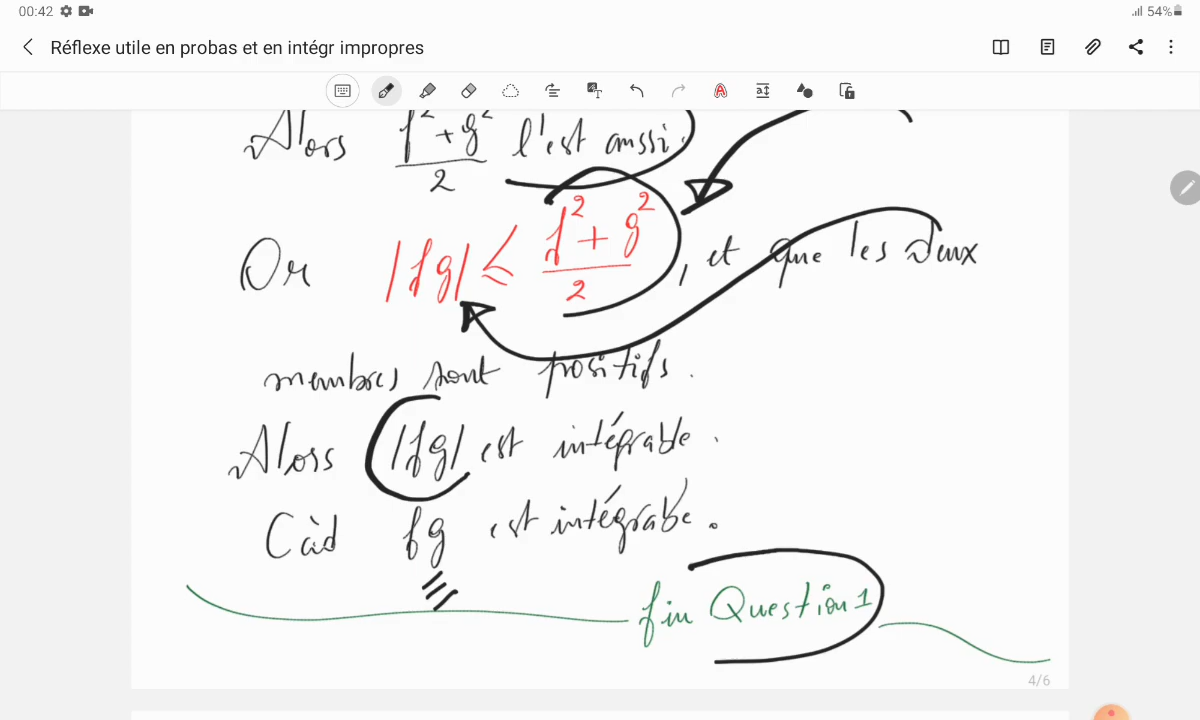 00:42 54%
Réflexe utile en probas et en intégr impropres
Alors f²+g²/2 l'est aussi.
Or |fg| ≤ f²+g²/2, et que les deux
membres sont positifs.
Alors |fg| est intégrable.
Càd fg est intégrabe.
fin Question 1
4/6